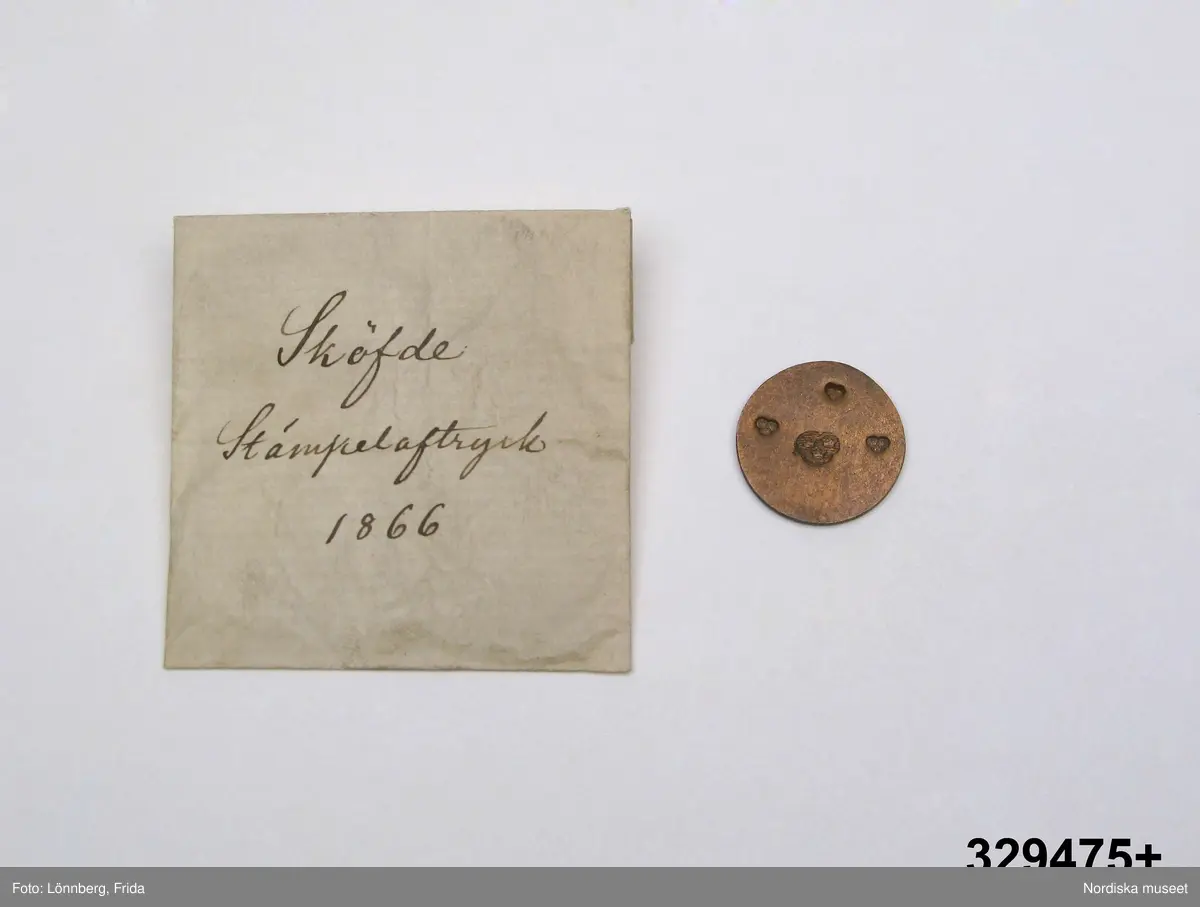 Sköfde
Stämpelaftryck
1866
329475+
Foto: Lönnberg, Frida
Nordiska museet